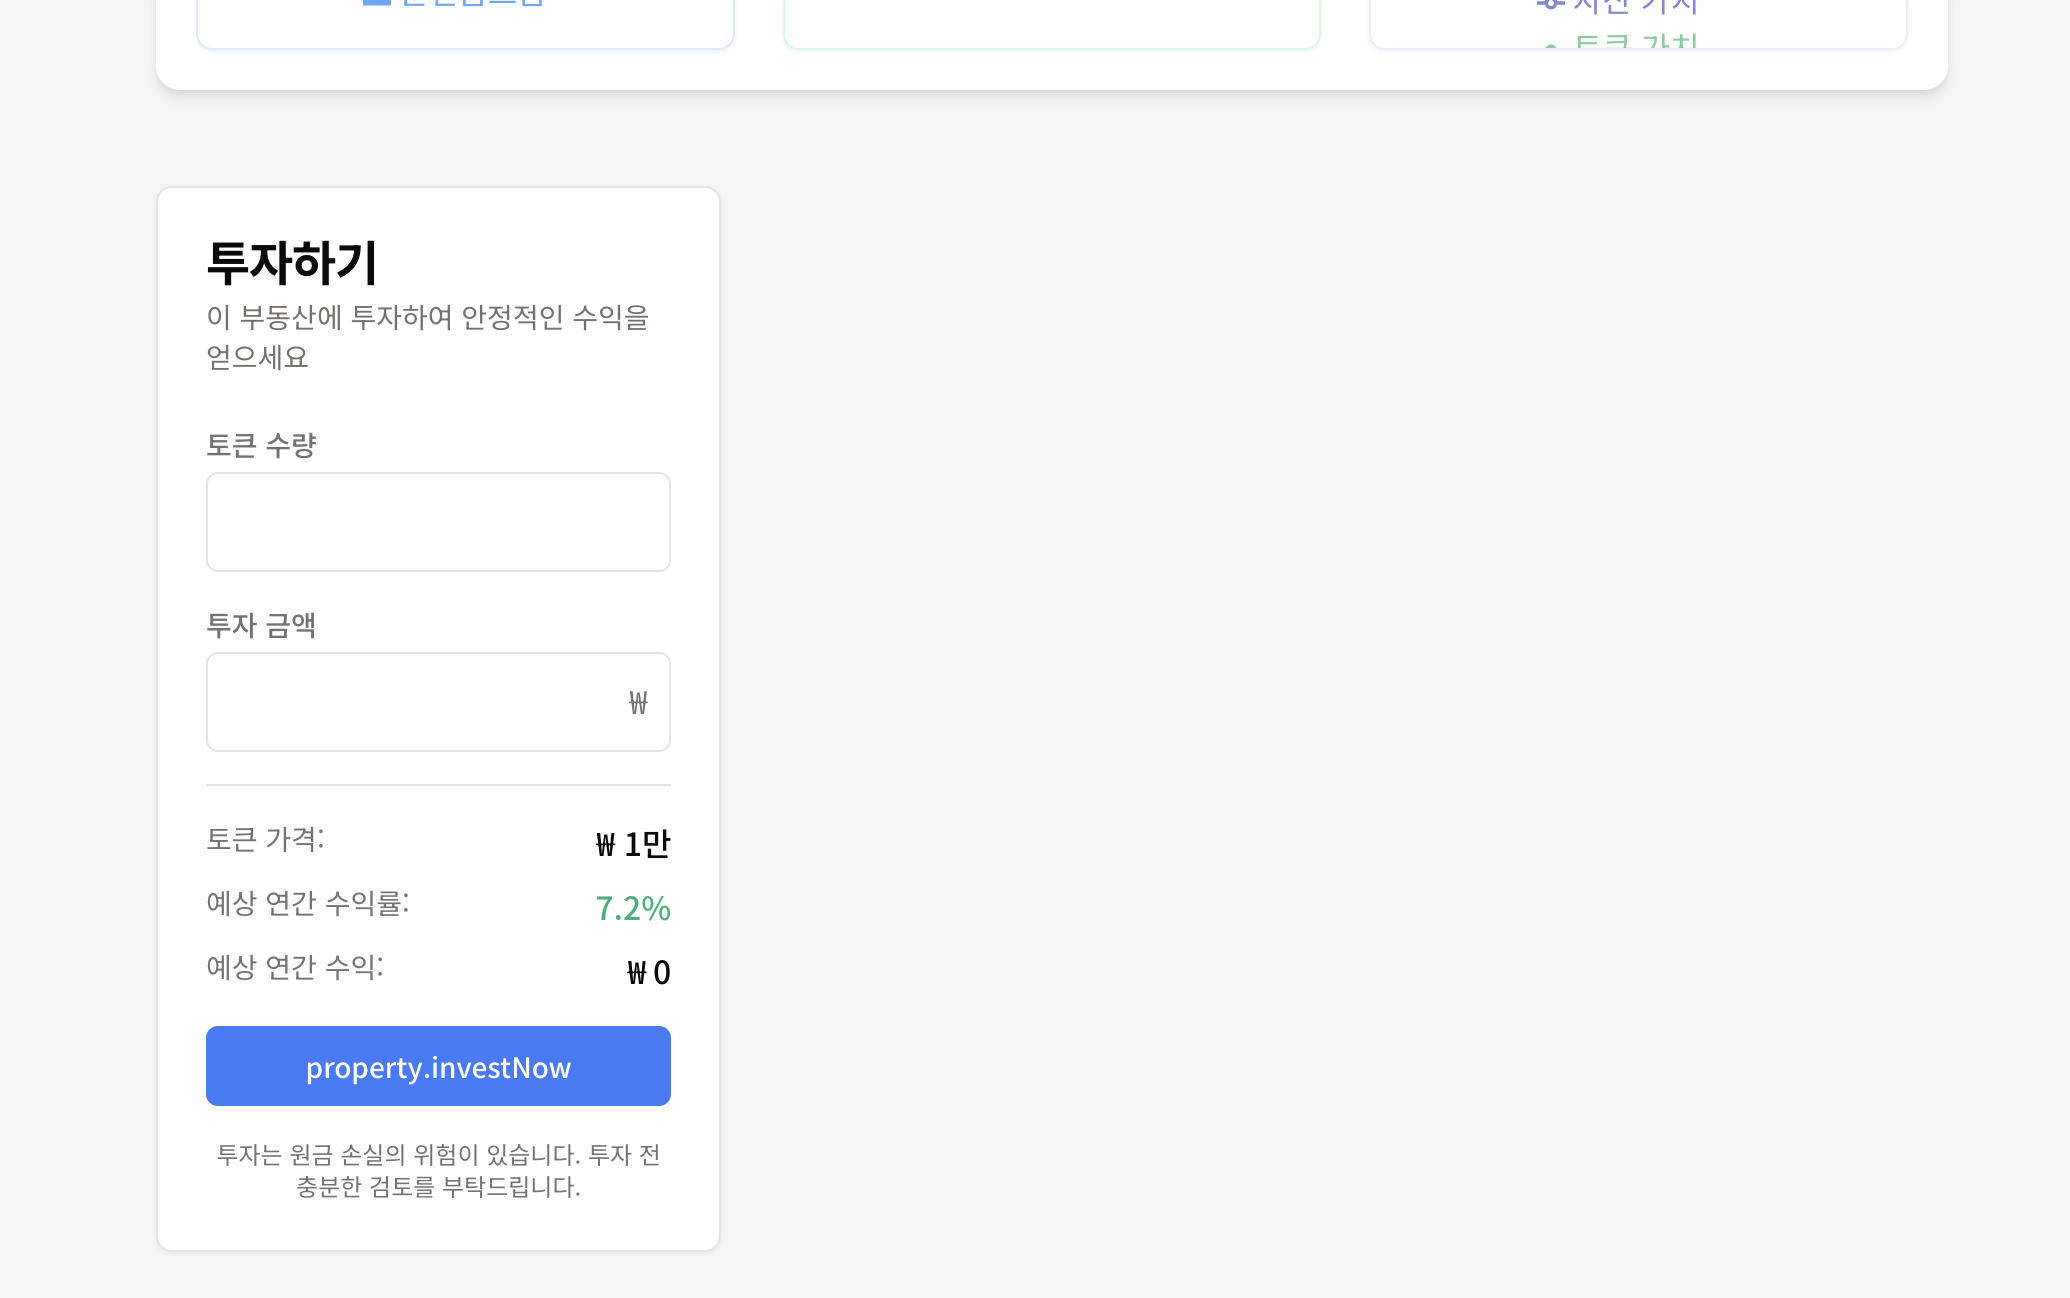 투자하기
이 부동산에 투자하여 안정적인 수익을
얻으세요
토큰 수량
투자 금액
₩
토큰 가격:
₩ 1만
예상 연간 수익률:
7.2%
예상 연간 수익:
₩ 0
property.investNow
투자는 원금 손실의 위험이 있습니다. 투자 전
충분한 검토를 부탁드립니다.